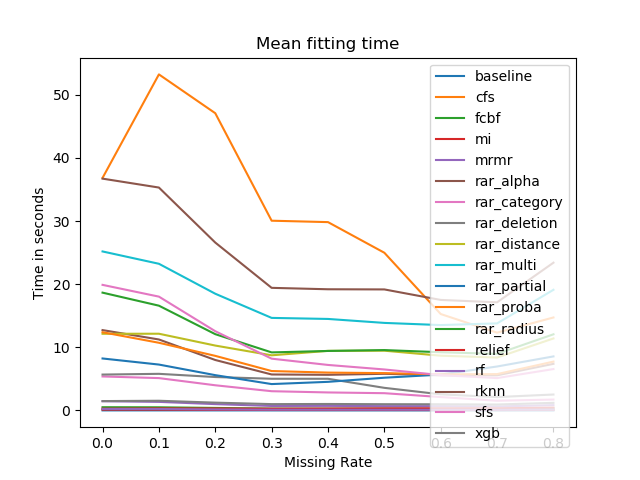 Mean fitting time
Time in seconds
50
40
30
20
10
0
0.0 0.1 0.2 0.3 0.4 0.5 0.6 0.7 0.8
Missing Rate
baseline
cfs
fcbf
mi
mrmr
rar_alpha
rar_category
rar_deletion
rar_distance
rar_multi
rar_partial
rar_proba
rar_radius
relief
rf
rknn
sfs
xgb